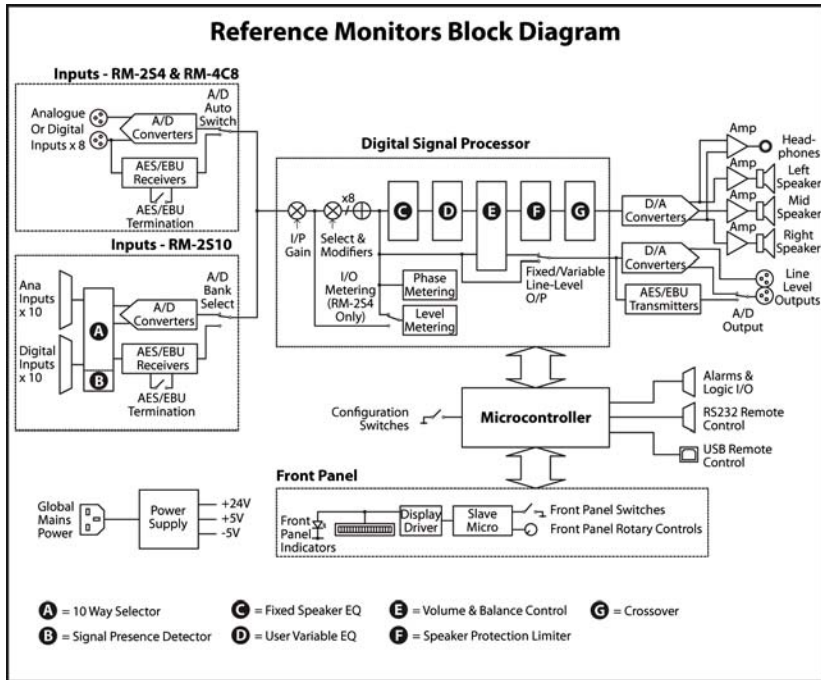 Reference Monitors Block Diagram
Inputs - RM-2S4 & RM-4C8
Analogue
Or Digital
Inputs x 8
A/D
Converters
A/D
Auto
Switch
AES/EBU
Receivers
AES/EBU
Termination
Inputs - RM-2S10
Ana
Inputs
x 10
Digital
Inputs
x 10
A
B
A/D
Converters
A/D
Bank
Select
AES/EBU
Receivers
AES/EBU
Termination
Digital Signal Processor
I/P
Gain
x8
Select &
Modifiers
C
D
E
F
G
I/O
Metering
(RM-2S4
Only)
Phase
Metering
Level
Metering
Fixed/Variable
Line-Level
O/P
D/A
Converters
Amp
Head-
phones
Amp
Left
Speaker
Amp
Mid
Speaker
Amp
Right
Speaker
D/A
Converters
AES/EBU
Transmitters
Line
Level
Outputs
A/D
Output
Configuration
Switches
Microcontroller
Alarms &
Logic I/O
RS232 Remote
Control
USB Remote
Control
Global
Mains
Power
Power
Supply
+24V
+5V
-5V
Front Panel
Front
Panel
Indicators
Display
Driver
Slave
Micro
Front Panel Switches
Front Panel Rotary Controls
A = 10 Way Selector
B = Signal Presence Detector
C = Fixed Speaker EQ
D = User Variable EQ
E = Volume & Balance Control
F = Speaker Protection Limiter
G = Crossover